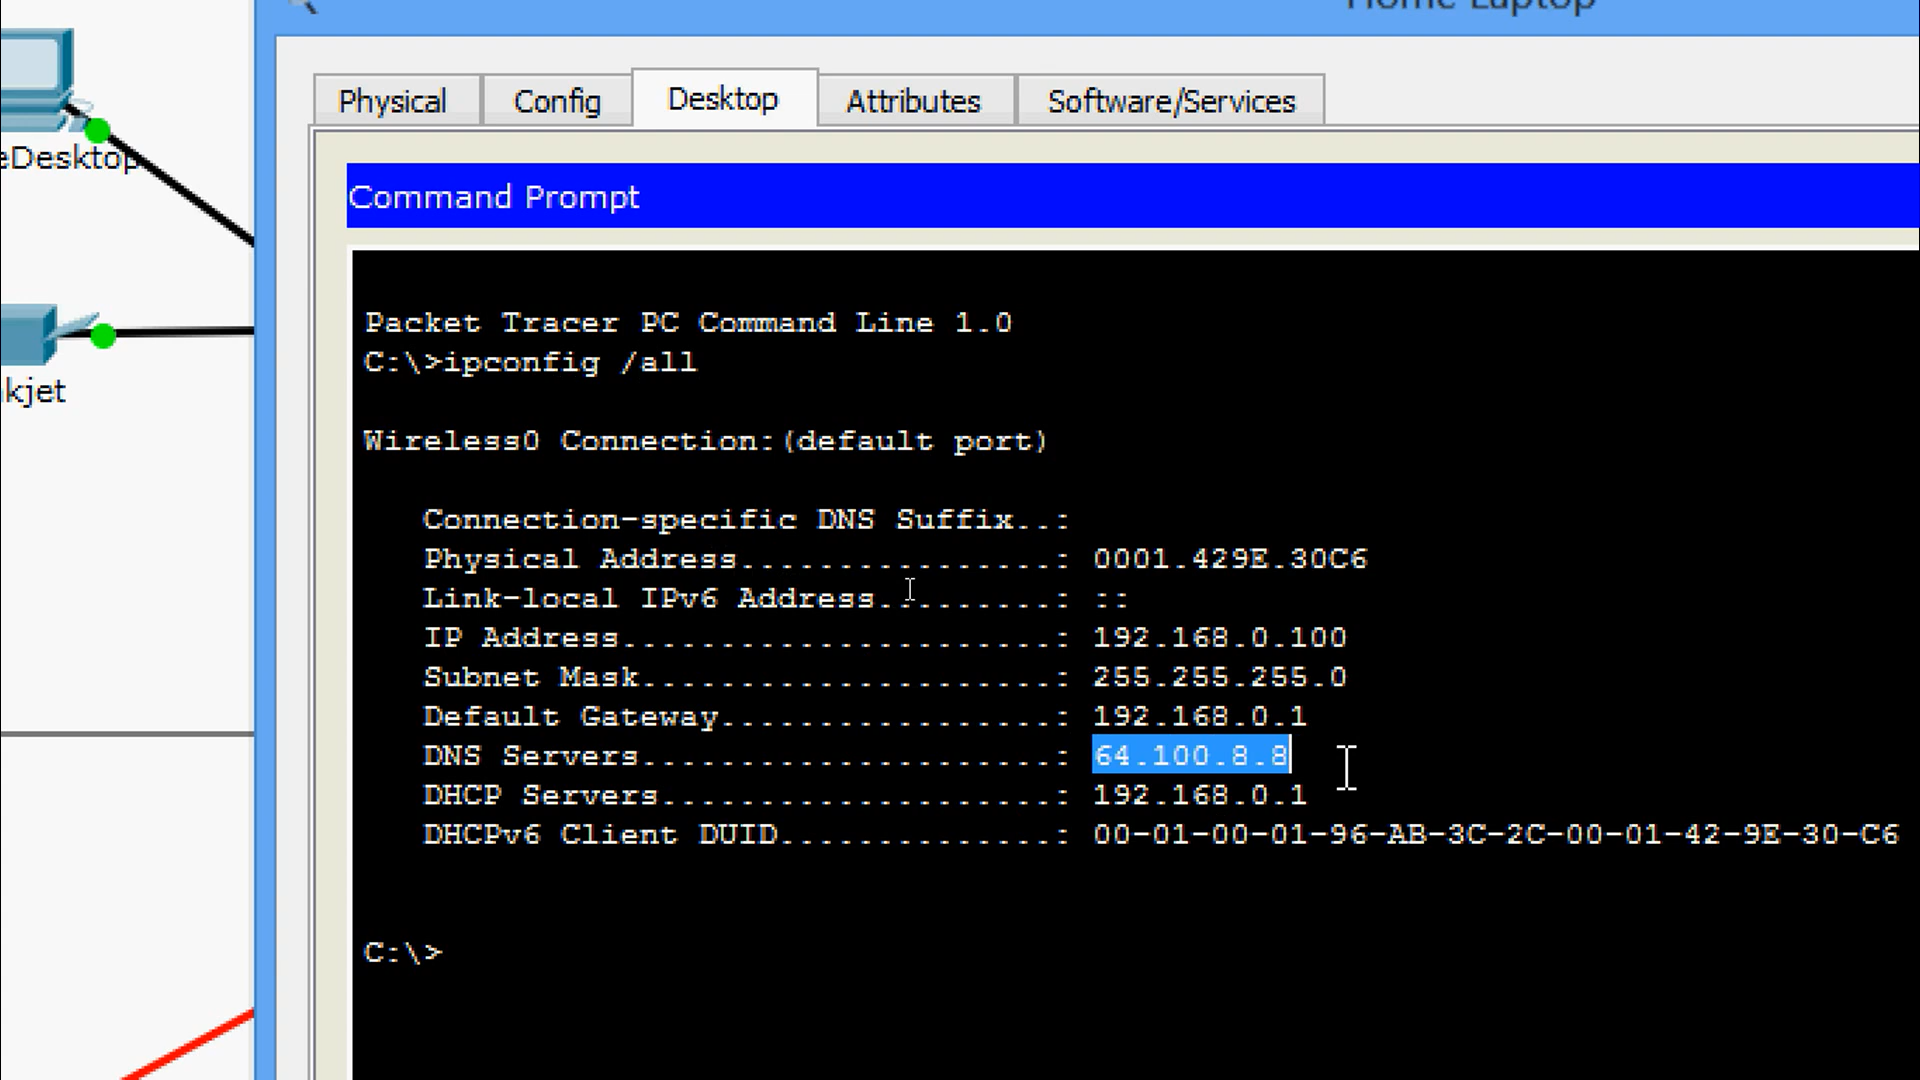 Home Laptop
Physical
Config
Desktop
Attributes
Software/Services
eDesktop
kjet
Command Prompt
Packet Tracer PC Command Line 1.0
C:\>ipconfig /all
Wireless0 Connection:(default port)
Connection-specific DNS Suffix..:
Physical Address................: 0001.429E.30C6
Link-local IPv6 Address.........: ::
IP Address......................: 192.168.0.100
Subnet Mask.....................: 255.255.255.0
Default Gateway.................: 192.168.0.1
DNS Servers.....................: 64.100.8.8
DHCP Servers....................: 192.168.0.1
DHCPv6 Client DUID..............: 00-01-00-01-96-AB-3C-2C-00-01-42-9E-30-C6
C:\>